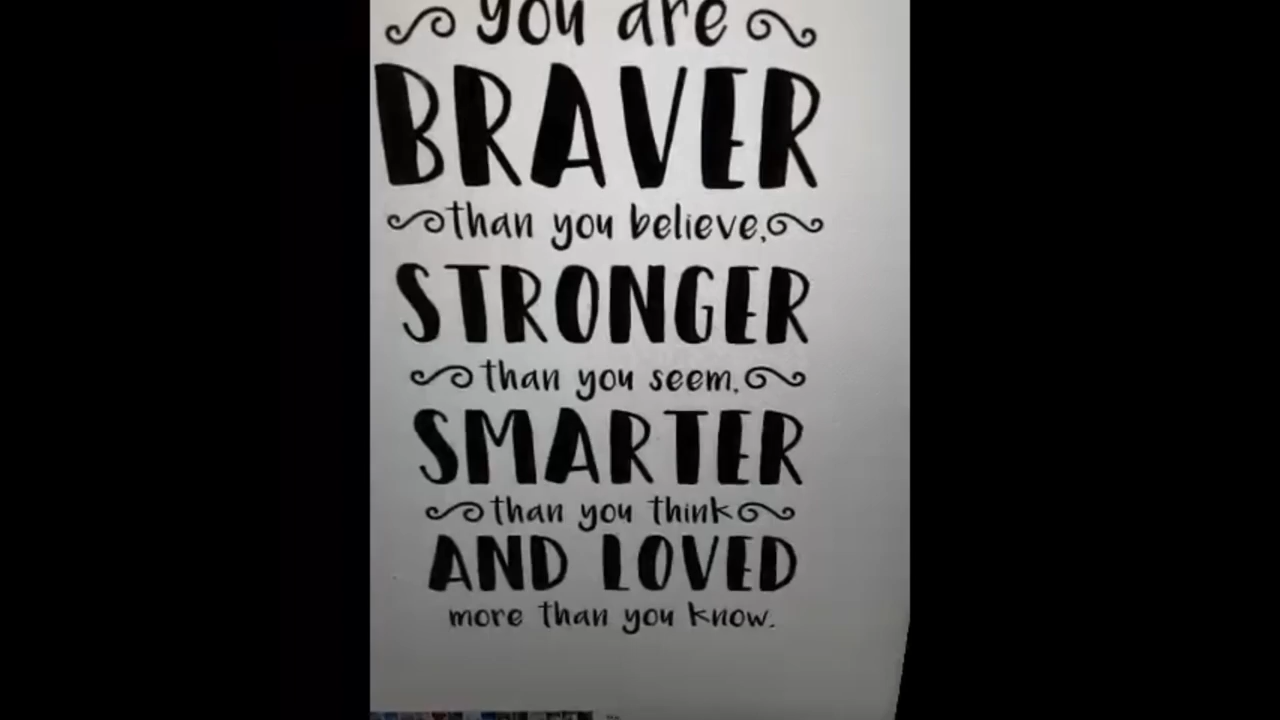 you are
BRAVER
than you believe,
STRONGER
than you seem,
SMARTER
than you think
AND LOVED
more than you know.